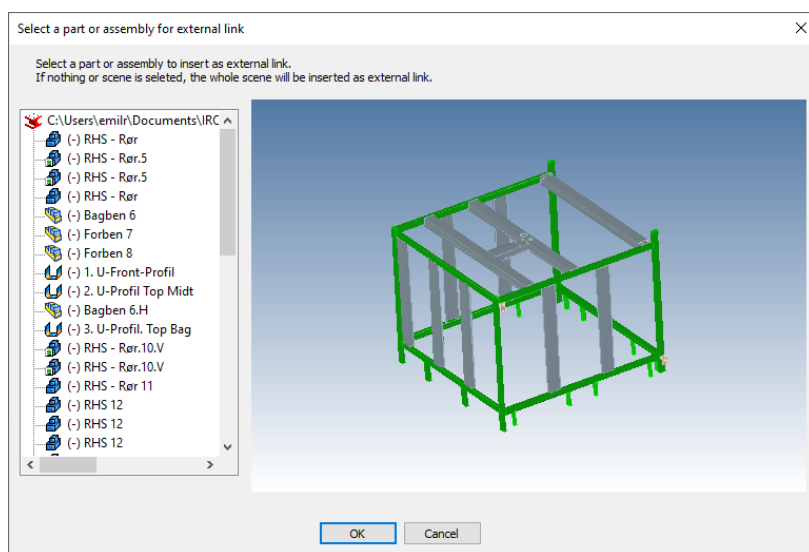 Select a part or assembly for external link
Select a part or assembly to insert as external link.
If nothing or scene is seleted, the whole scene will be inserted as external link.
C:\Users\emilr\Documents\IRC
(-) RHS - Rør
(-) RHS - Rør.5
(-) RHS - Rør.5
(-) RHS - Rør
(-) Bagben 6
(-) Forben 7
(-) Forben 8
(-) 1. U-Front-Profil
(-) 2. U-Profil Top Midt
(-) Bagben 6.H
(-) 3. U-Profil. Top Bag
(-) RHS - Rør.10.V
(-) RHS - Rør.10.V
(-) RHS - Rør 11
(-) RHS 12
(-) RHS 12
(-) RHS 12
OK
Cancel